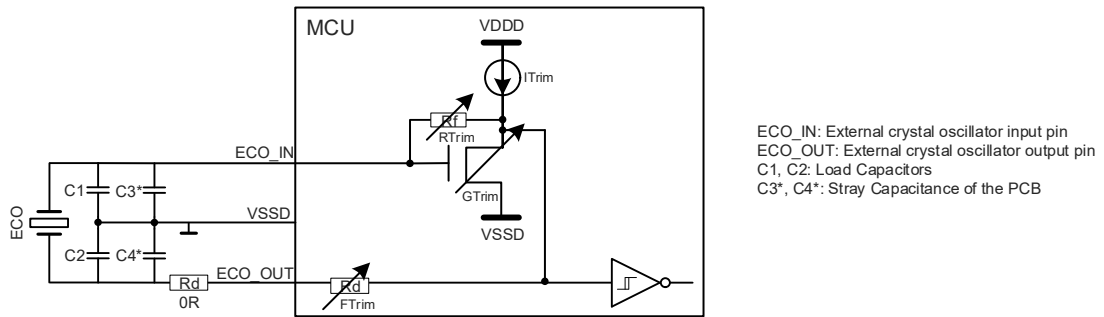 MCU
VDDD
ITrim
Rf
RTrim
ECO_IN
GTrim
C1
C3*
VSSD
VSSD
ECO
C2
C4*
ECO_OUT
Rd
0R
Rd
FTrim
ECO_IN: External crystal oscillator input pin
ECO_OUT: External crystal oscillator output pin
C1, C2: Load Capacitors
C3*, C4*: Stray Capacitance of the PCB